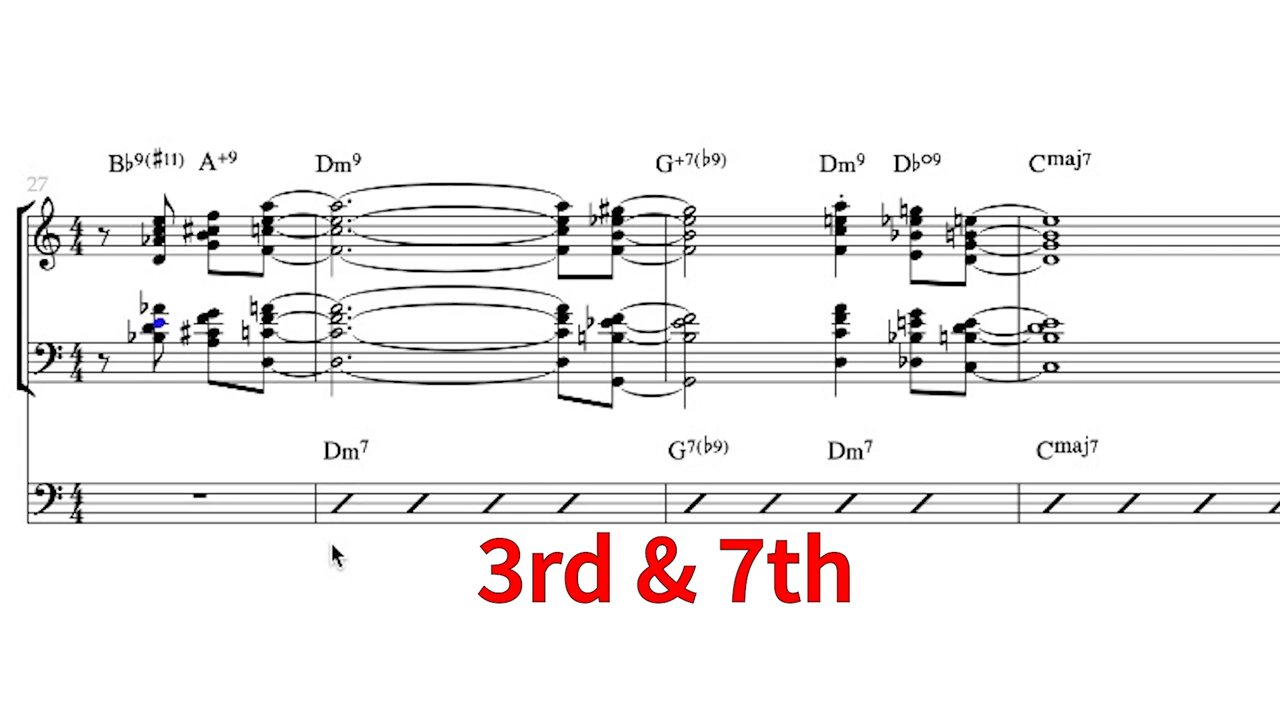 B♭9(♯11) A+9 Dm9 G+7(♭9) Dm9 D♭o9 Cmaj7
27
4 4
4 4
Dm7 G7(♭9) Dm7 Cmaj7
4 4
3rd & 7th